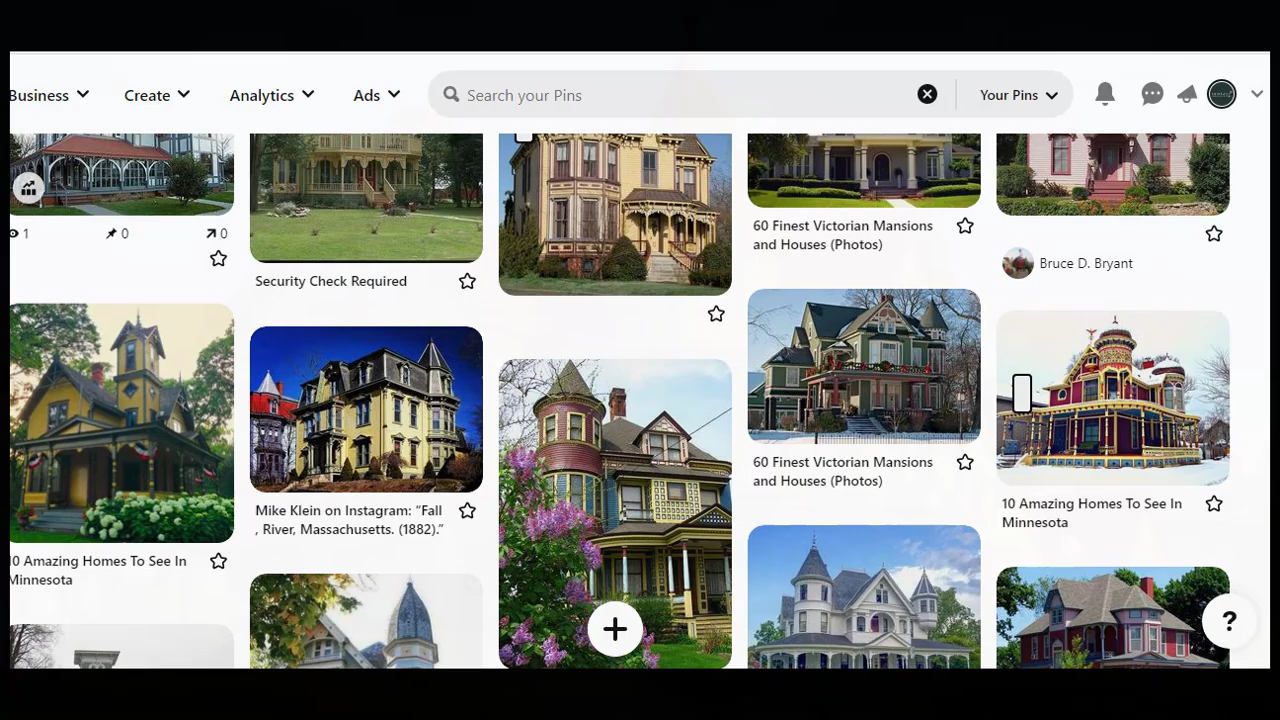 Business Create Analytics Ads Search your Pins Your Pins
1 0 0
Security Check Required
60 Finest Victorian Mansions
and Houses (Photos)
Bruce D. Bryant
10 Amazing Homes To See In
Minnesota
Mike Klein on Instagram: “Fall
, River, Massachusetts. (1882).”
60 Finest Victorian Mansions
and Houses (Photos)
10 Amazing Homes To See In
Minnesota
?